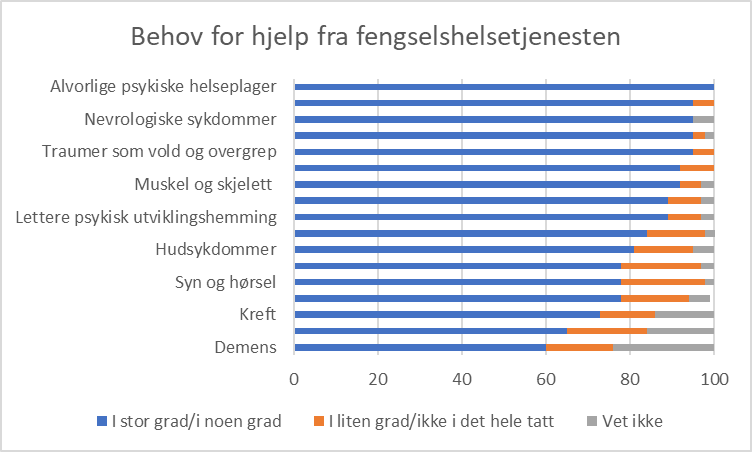 Behov for hjelp fra fengselshelsetjenesten
Alvorlige psykiske helseplager
Nevrologiske sykdommer
Traumer som vold og overgrep
Muskel og skjelett
Lettere psykisk utviklingshemming
Hudsykdommer
Syn og hørsel
Kreft
Demens
0 20 40 60 80 100
I stor grad/i noen grad I liten grad/ikke i det hele tatt Vet ikke